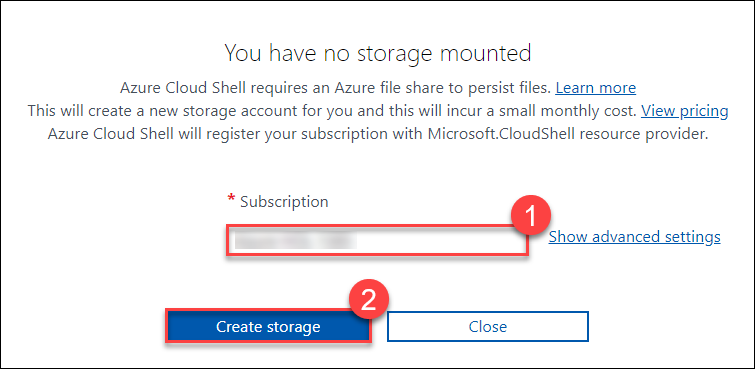 You have no storage mounted
Azure Cloud Shell requires an Azure file share to persist files. Learn more
This will create a new storage account for you and this will incur a small monthly cost. View pricing
Azure Cloud Shell will register your subscription with Microsoft.CloudShell resource provider.
* Subscription
1
Show advanced settings
2
Create storage
Close